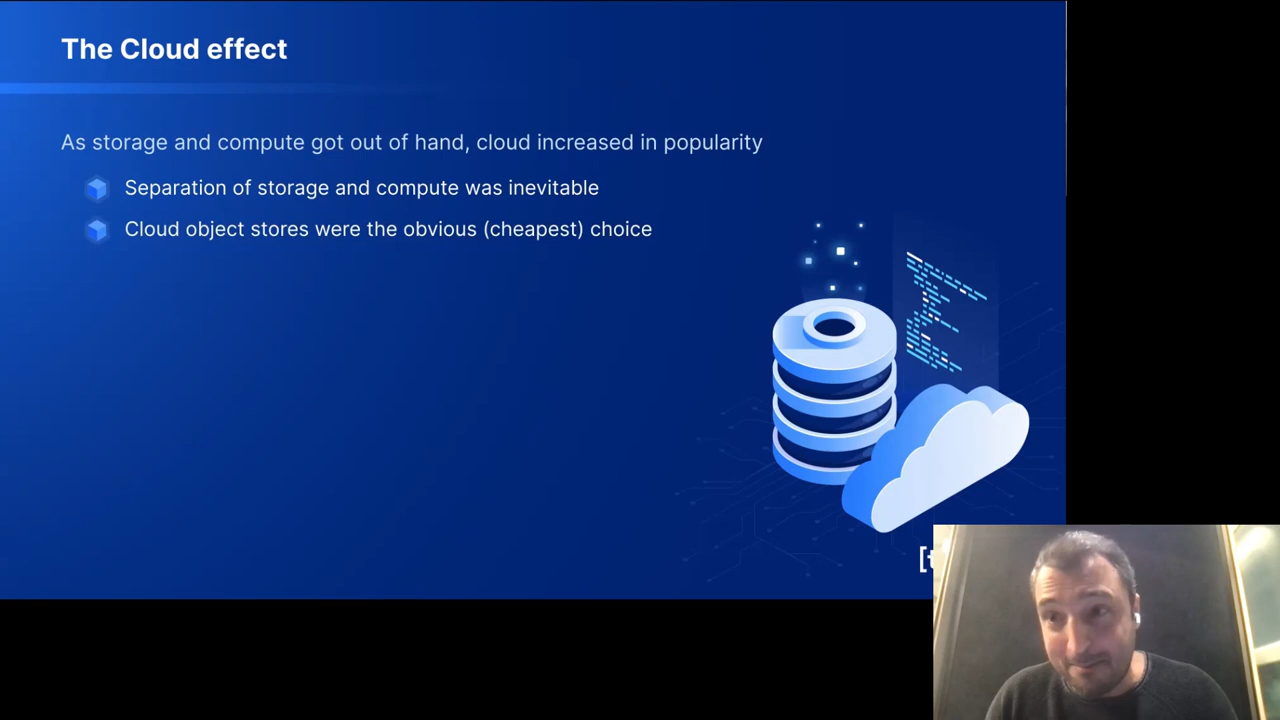 The Cloud effect
As storage and compute got out of hand, cloud increased in popularity
Separation of storage and compute was inevitable
Cloud object stores were the obvious (cheapest) choice